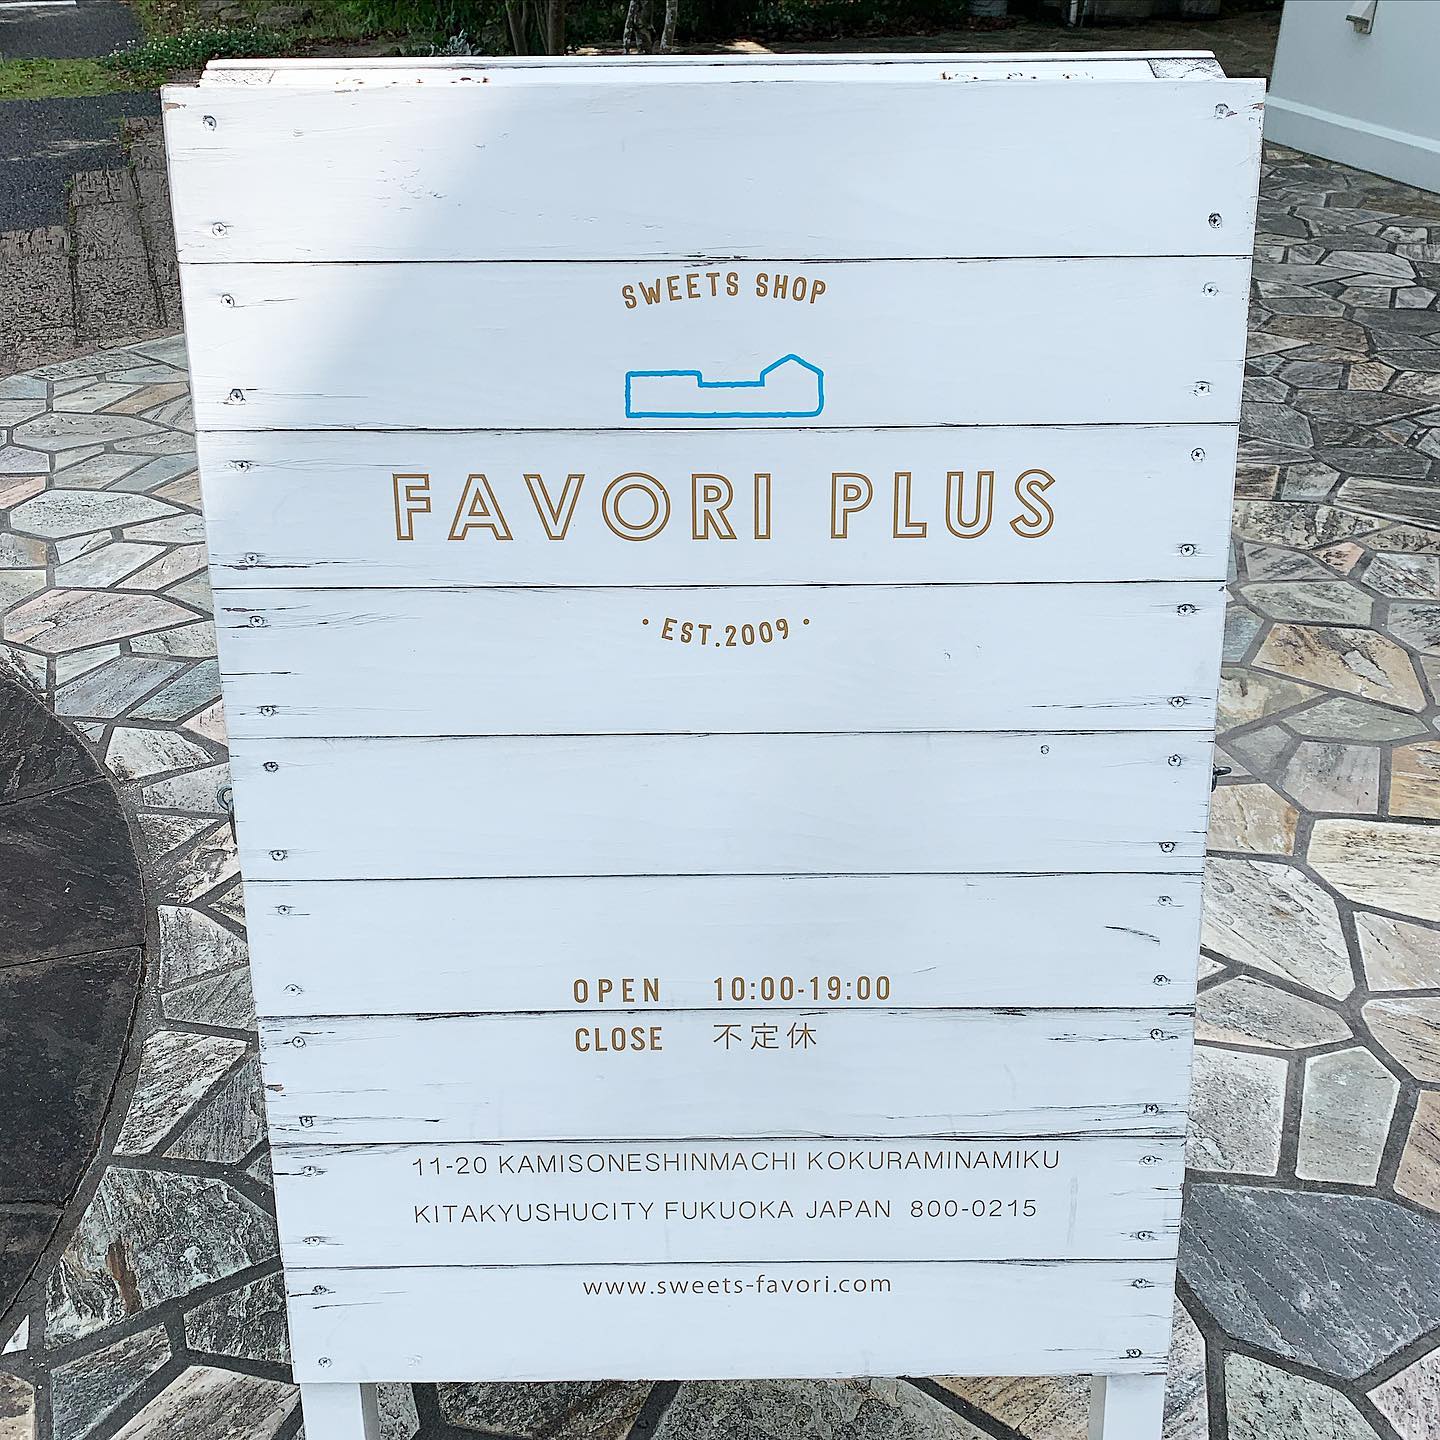 SWEETS SHOP
FAVORI PLUS
・EST.2009・
OPEN 10:00-19:00
CLOSE 不定休
11-20 KAMISONESHINMACHI KOKURAMINAMIKU
KITAKYUSHUCITY FUKUOKA JAPAN 800-0215
www.sweets-favori.com